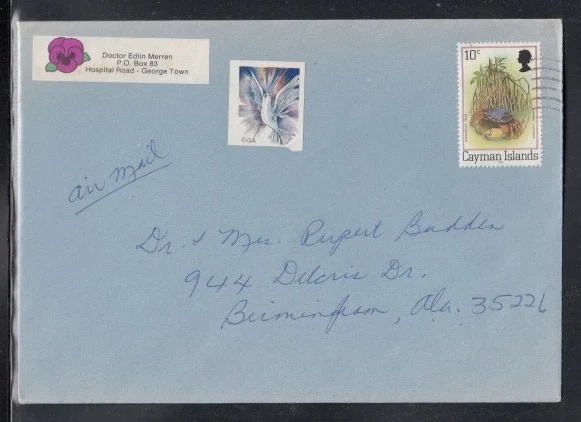 Doctor Edlin Merren
P.O. Box 83
Hospital Road - George Town
©GA
10c
Cayman Islands
air mail
Dr. & Mrs. Rupert Badden
944 Delcris Dr.
Birmingham, Ala. 35226